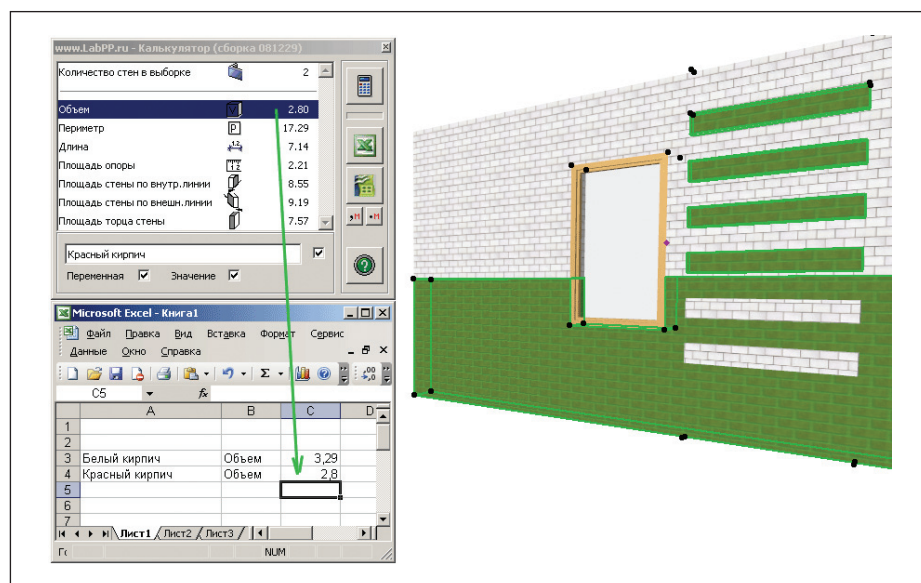 www.LabPP.ru - Калькулятор (сборка 081229)
Количество стен в выборке 2
Объем V 2.80
Периметр P 17.29
Длина 1,2 7.14
Площадь опоры 1 2 2.21
Площадь стены по внутр.линии 8.55
Площадь стены по внешн.линии 9.19
Площадь торца стены 7.57
,М .М
Красный кирпич
Переменная Значение
Microsoft Excel - Книга1
Файл Правка Вид Вставка Формат Сервис
Данные Окно Справка
C5 fx
A B C D
1
2
3 Белый кирпич Объем 3,29
4 Красный кирпич Объем 2,8
5
6
7
Лист1 Лист2 Лист3
NUM